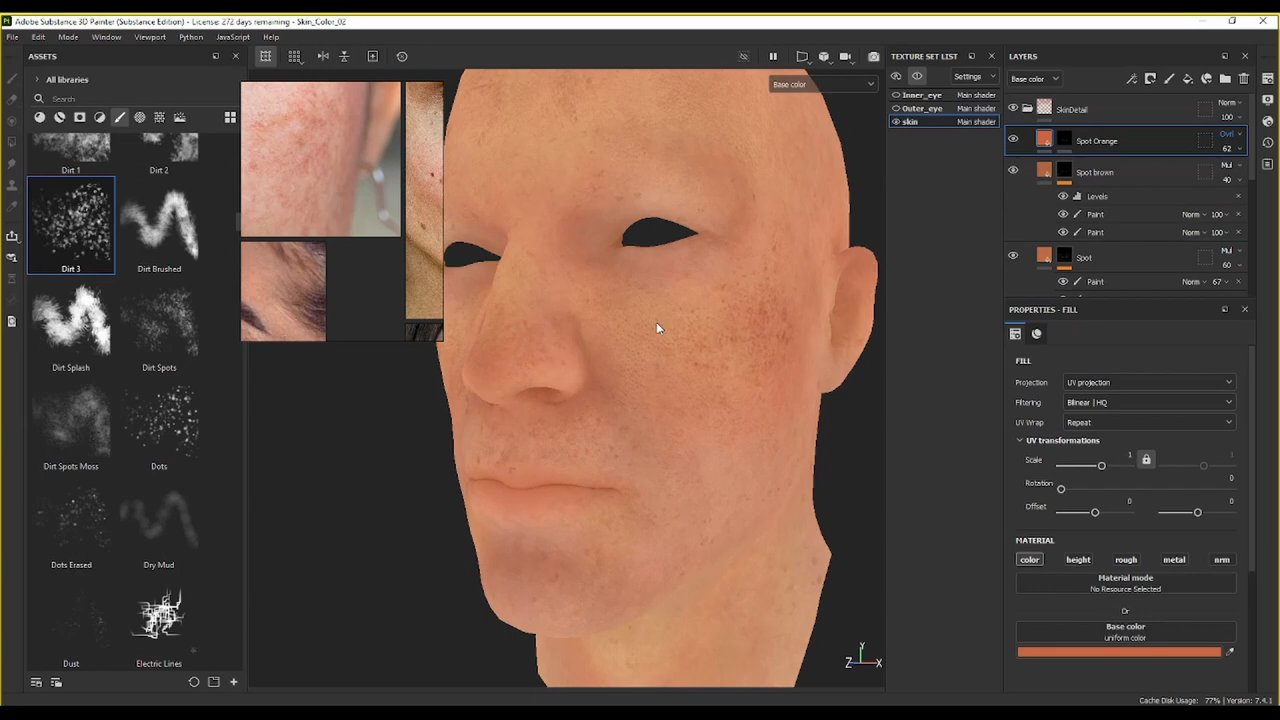 Adobe Substance 3D Painter (Substance Edition) - License: 272 days remaining - Skin_Color_02
File Edit Mode Window Viewport Python JavaScript Help
ASSETS
All libraries
Search
Dirt 1 Dirt 2
Dirt 3 Dirt Brushed
Dirt Splash Dirt Spots
Dirt Spots Moss Dots
Dots Erased Dry Mud
Dust Electric Lines
Base color
Y
Z X
TEXTURE SET LIST
Settings
Inner_eye Main shader
Outer_eye Main shader
skin Main shader
LAYERS
Base color
SkinDetail Norm
100
Spot Orange Ovrl
62
Spot brown Mul
40
Levels
Paint Norm 100
Paint Norm 100
Spot Mul
60
Paint Norm 67
PROPERTIES - FILL
FILL
Projection UV projection
Filtering Bilinear | HQ
UV Wrap Repeat
UV transformations
Scale 1 1
Rotation 0
Offset 0 0
MATERIAL
color height rough metal nrm
Material mode
No Resource Selected
Or
Base color
uniform color
Cache Disk Usage: 77% | Version: 7.4.1